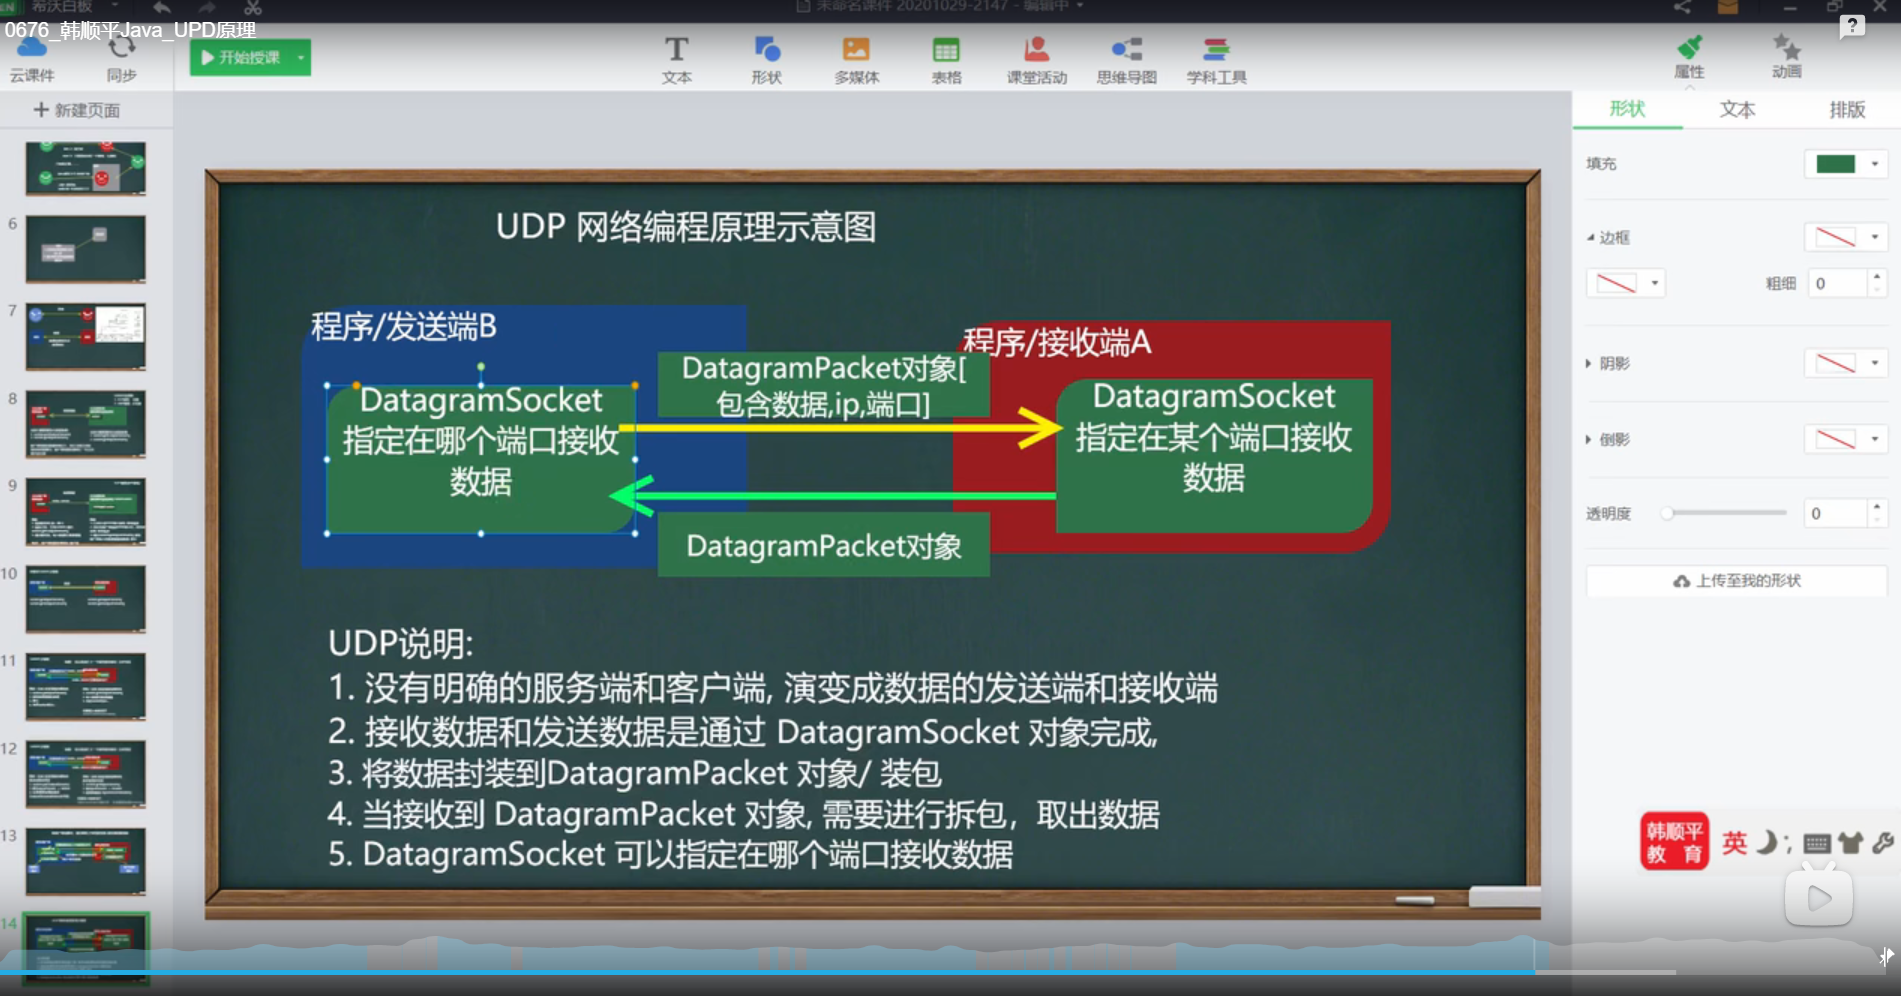 希沃白板
未命名课件 20201029-2147 - 编辑中
0676_韩顺平Java_UPD原理
云课件
同步
开始授课
文本
形状
多媒体
表格
课堂活动
思维导图
学科工具
属性
动画
新建页面
形状
文本
排版
填充
边框
粗细
0
阴影
倒影
透明度
0
上传至我的形状
6
7
8
9
10
11
12
13
14
UDP 网络编程原理示意图
程序/发送端B
DatagramSocket
指定在哪个端口接收
数据
DatagramPacket对象[
包含数据,ip,端口]
程序/接收端A
DatagramSocket
指定在某个端口接收
数据
DatagramPacket对象
UDP说明:
1. 没有明确的服务端和客户端, 演变成数据的发送端和接收端
2. 接收数据和发送数据是通过 DatagramSocket 对象完成,
3. 将数据封装到DatagramPacket 对象/ 装包
4. 当接收到 DatagramPacket 对象, 需要进行拆包，取出数据
5. DatagramSocket 可以指定在哪个端口接收数据
韩顺平
教 育
英